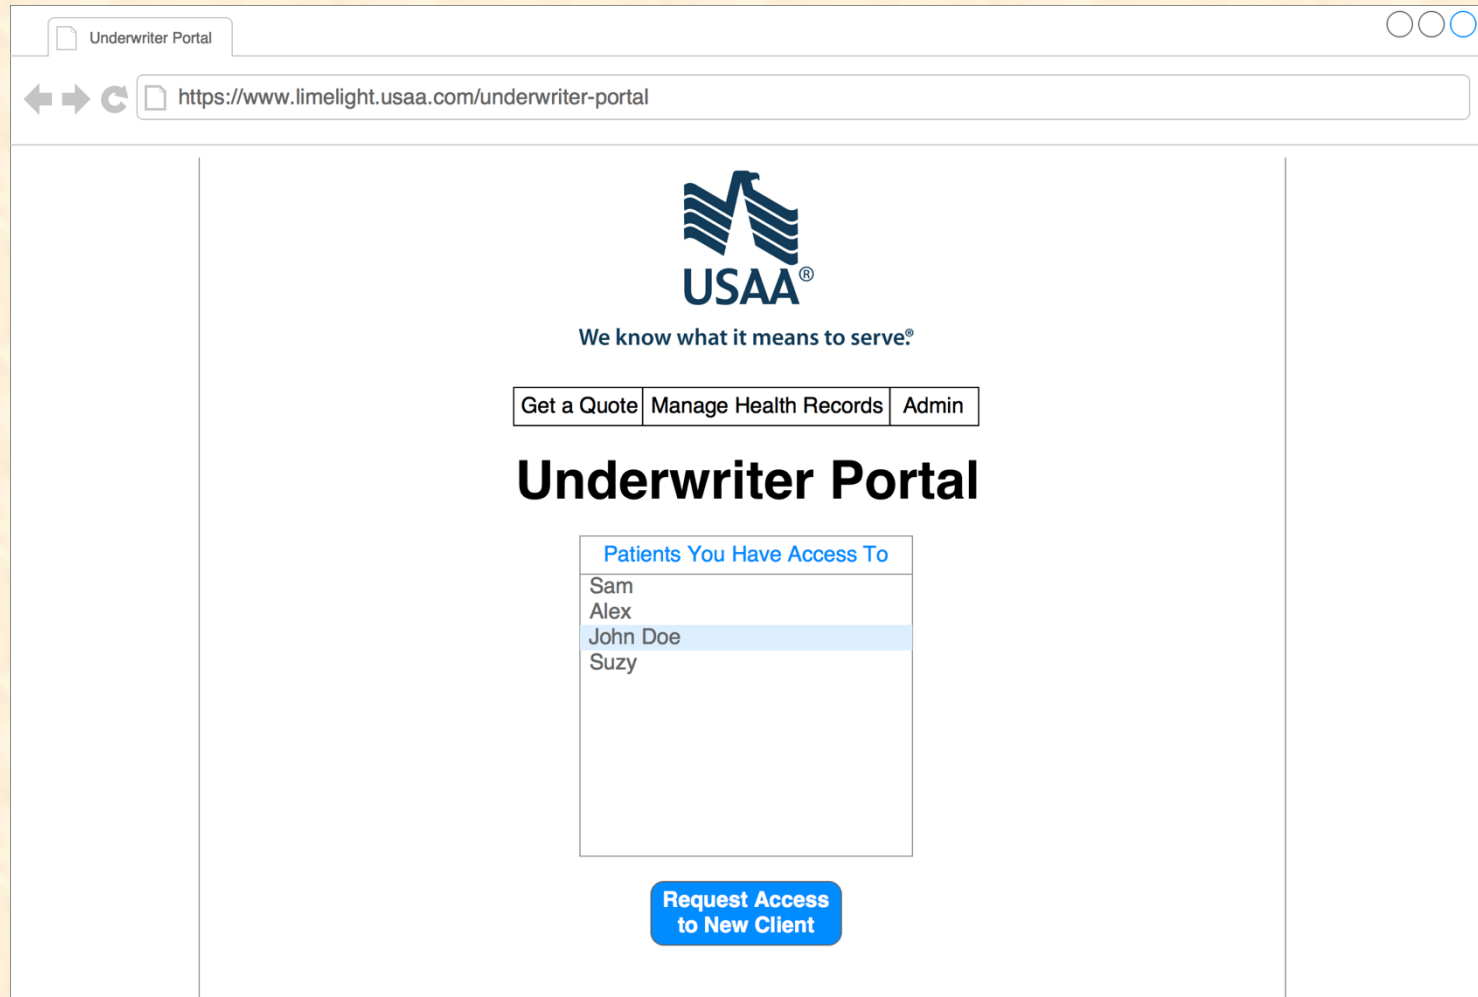 Underwriter Portal
https://www.limelight.usaa.com/underwriter-portal
USAA®
We know what it means to serve.®
Get a Quote Manage Health Records Admin
Underwriter Portal
Patients You Have Access To
Sam
Alex
John Doe
Suzy
Request Access
to New Client